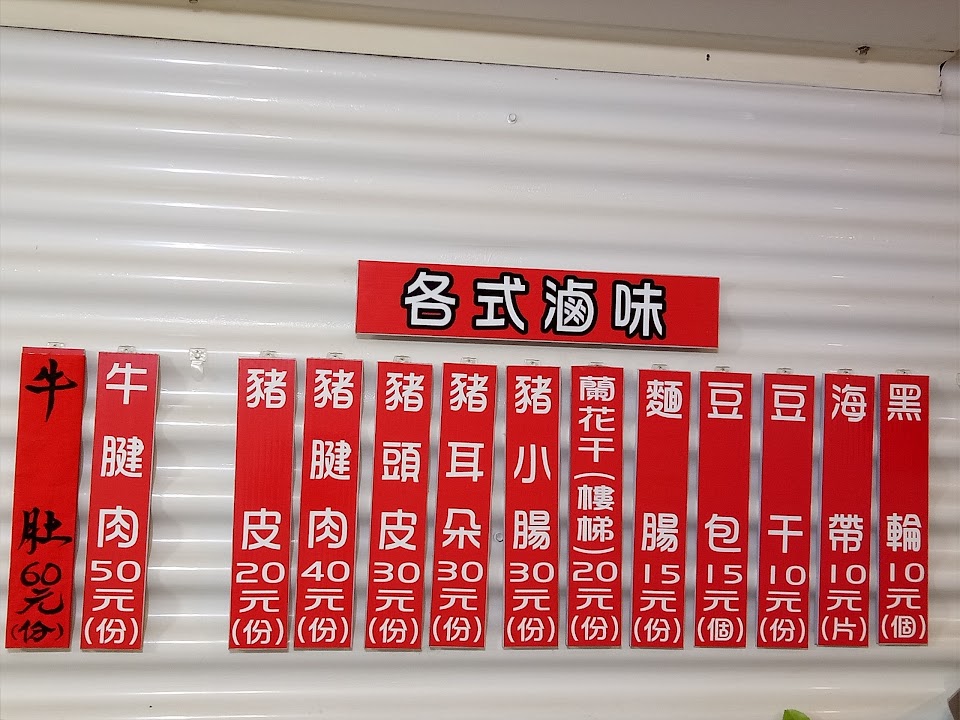 各式滷味
黑輪10元(個)
海帶10元(片)
豆干10元(份)
豆包15元(個)
麵腸15元(份)
蘭花干(樓梯)20元(份)
豬小腸30元(份)
豬耳朵30元(份)
豬頭皮30元(份)
豬腱肉40元(份)
豬皮20元(份)
牛腱肉50元(份)
牛肚60元(份)